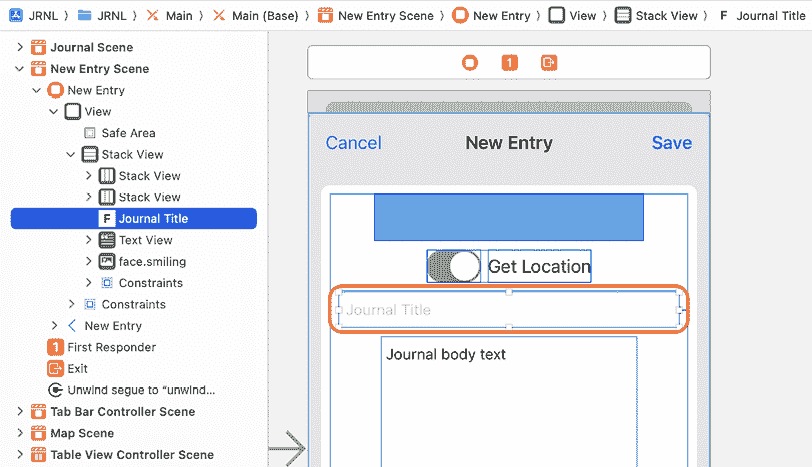 JRNL 〉 JRNL 〉 Main 〉 Main (Base) 〉 New Entry Scene 〉 New Entry 〉 View 〉 Stack View 〉 F Journal Title
Journal Scene
New Entry Scene
New Entry
View
Safe Area
Stack View
Stack View
Stack View
F Journal Title
Text View
face.smiling
Constraints
Constraints
New Entry
1 First Responder
Exit
Unwind segue to "unwind...
Tab Bar Controller Scene
Map Scene
Table View Controller Scene
1
Cancel New Entry Save
Get Location
Journal Title
Journal body text